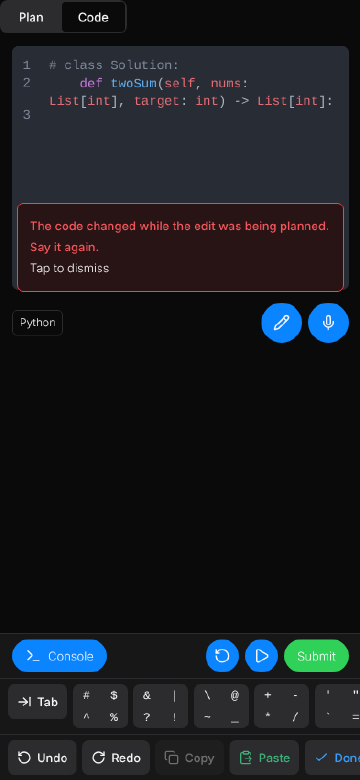 Plan Code
1 # class Solution:
2 def twoSum(self, nums:
List[int], target: int) -> List[int]:
3
The code changed while the edit was being planned.
Say it again.
Tap to dismiss
Python
Console Submit
Tab # $ & | \ @ + - ' "
^ % ? ! ~ _ * / ` =
Undo Redo Copy Paste Done